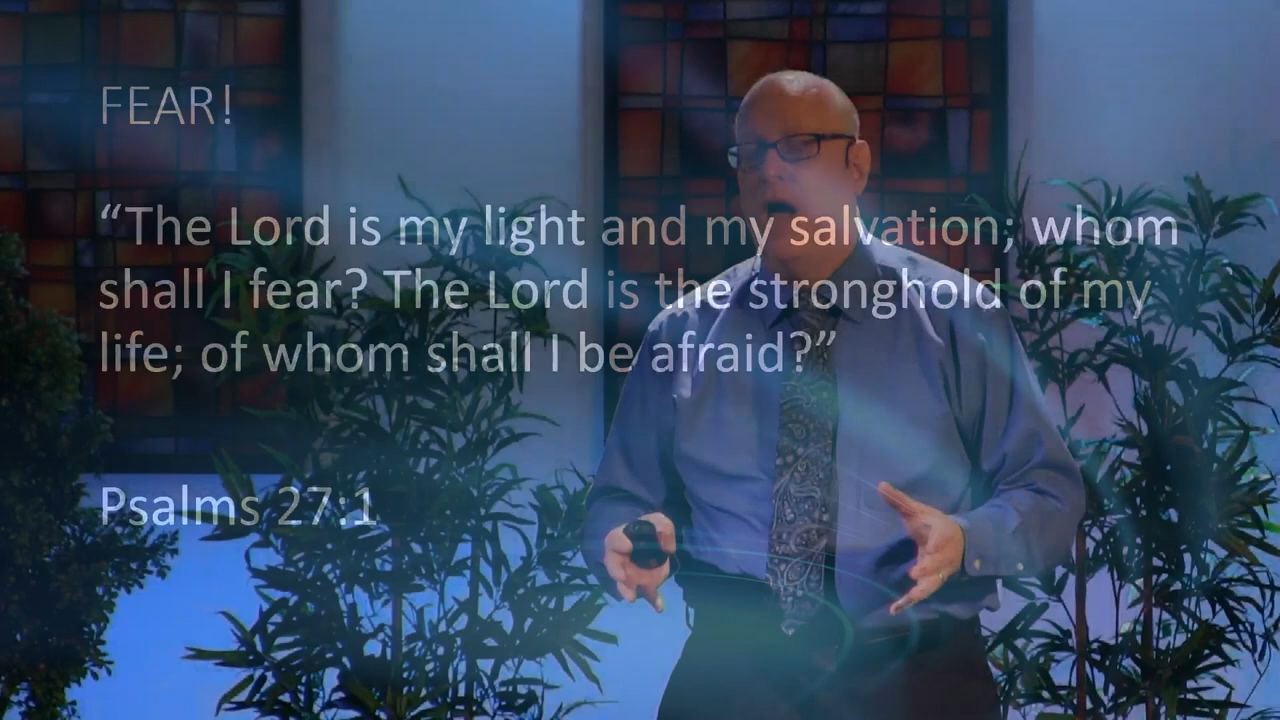 FEAR!
“The Lord is my light and my salvation; whom
shall I fear? The Lord is the stronghold of my
life; of whom shall I be afraid?”
Psalms 27:1